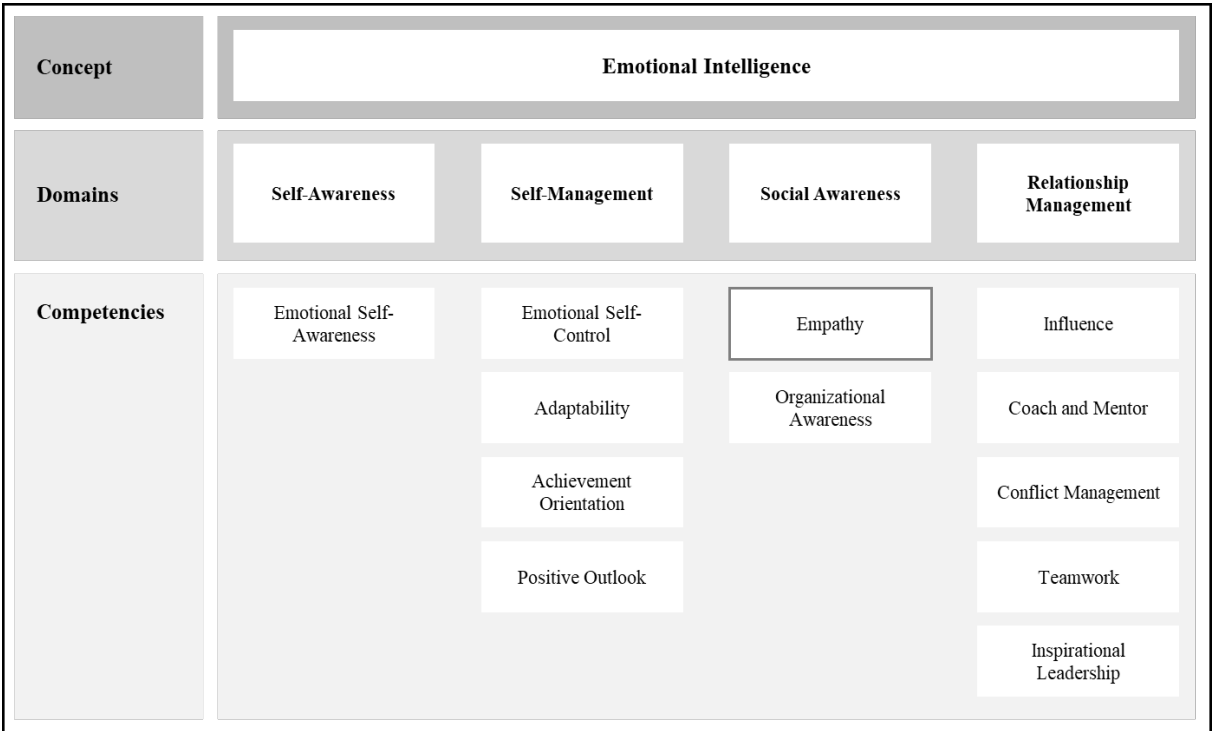 Concept
Emotional Intelligence
Domains
Self-Awareness
Self-Management
Social Awareness
Relationship
Management
Competencies
Emotional Self-
Awareness
Emotional Self-
Control
Empathy
Influence
Adaptability
Organizational
Awareness
Coach and Mentor
Achievement
Orientation
Conflict Management
Positive Outlook
Teamwork
Inspirational
Leadership